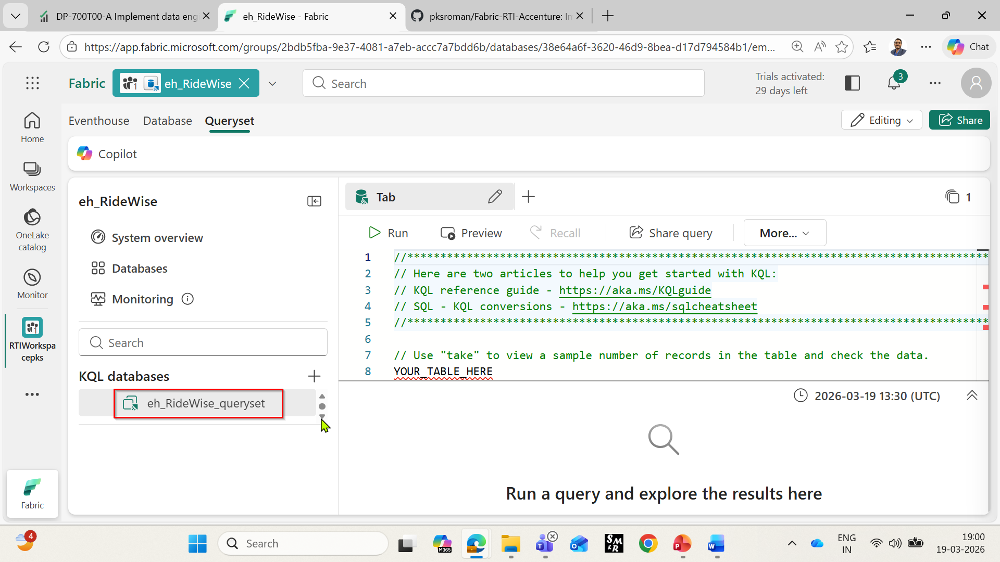 DP-700T00-A Implement data eng
eh_RideWise - Fabric
pksroman/Fabric-RTI-Accenture: In
https://app.fabric.microsoft.com/groups/2bdb5fba-9e37-4081-a7eb-accc7a7bdd6b/databases/38e64a6f-3620-46d9-8bea-d17d794584b1/em...
Chat
Fabric
1
eh_RideWise
Search
Trials activated:
29 days left
3
Home
Workspaces
OneLake
catalog
Monitor
1
RTIWorkspa
cepks
Fabric
Eventhouse
Database
Queryset
Editing
Share
Copilot
eh_RideWise
System overview
Databases
Monitoring
Search
KQL databases
eh_RideWise_queryset
Tab
1
Run
Preview
Recall
Share query
More...
1 //****************************************************************************************
2 // Here are two articles to help you get started with KQL:
3 // KQL reference guide - https://aka.ms/KQLguide
4 // SQL - KQL conversions - https://aka.ms/sqlcheatsheet
5 //****************************************************************************************
6
7 // Use "take" to view a sample number of records in the table and check the data.
8 YOUR_TABLE_HERE
2026-03-19 13:30 (UTC)
Run a query and explore the results here
4
Search
M365
T
O
SM
&R
P
W
ENG
IN
19:00
19-03-2026